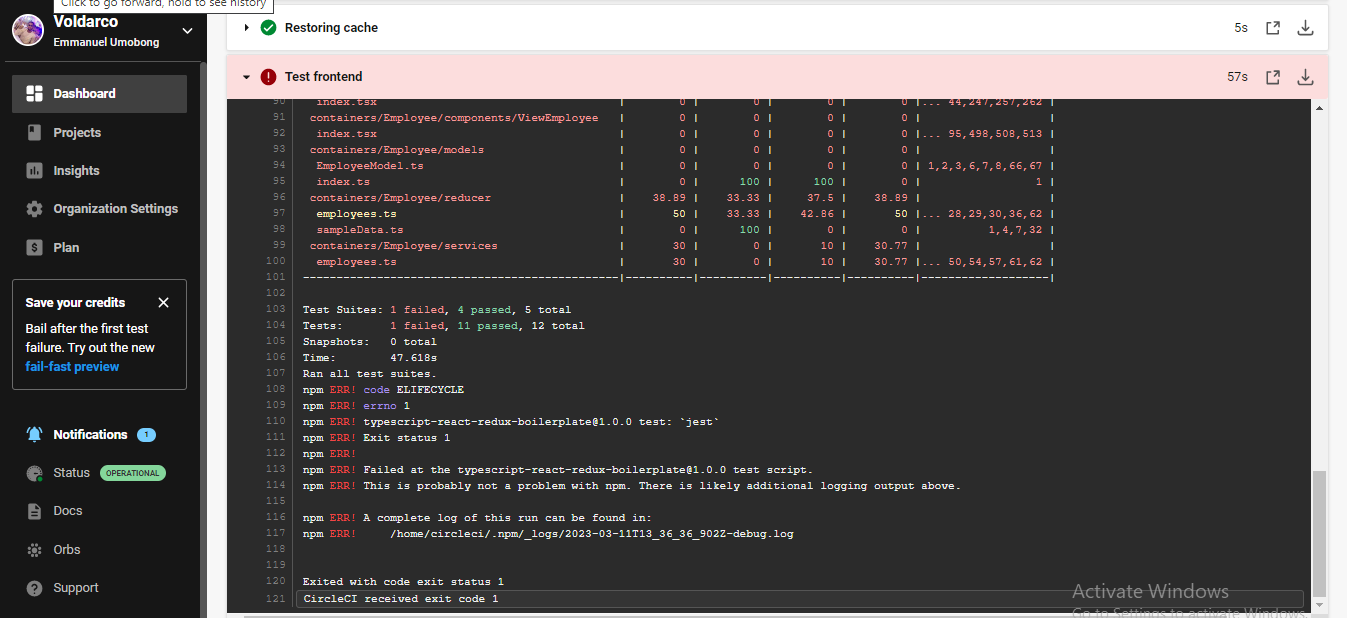 Click to go forward, hold to see history
Voldarco
Emmanuel Umobong
Dashboard
Projects
Insights
Organization Settings
Plan
Save your credits
Bail after the first test
failure. Try out the new
fail-fast preview
Notifications 1
Status OPERATIONAL
Docs
Orbs
Support
Restoring cache 5s
Test frontend 57s
90 index.tsx | 0 | 0 | 0 | 0 |... 44,247,257,262 |
91 containers/Employee/components/ViewEmployee | 0 | 0 | 0 | 0 | |
92 index.tsx | 0 | 0 | 0 | 0 |... 95,498,508,513 |
93 containers/Employee/models | 0 | 0 | 0 | 0 | |
94 EmployeeModel.ts | 0 | 0 | 0 | 0 | 1,2,3,6,7,8,66,67 |
95 index.ts | 0 | 100 | 100 | 0 | 1 |
96 containers/Employee/reducer | 38.89 | 33.33 | 37.5 | 38.89 | |
97 employees.ts | 50 | 33.33 | 42.86 | 50 |... 28,29,30,36,62 |
98 sampleData.ts | 0 | 100 | 0 | 0 | 1,4,7,32 |
99 containers/Employee/services | 30 | 0 | 10 | 30.77 | |
100 employees.ts | 30 | 0 | 10 | 30.77 |... 50,54,57,61,62 |
101 -----------------------------------------------|----------|----------|----------|----------|-------------------|
102
103 Test Suites: 1 failed, 4 passed, 5 total
104 Tests: 1 failed, 11 passed, 12 total
105 Snapshots: 0 total
106 Time: 47.618s
107 Ran all test suites.
108 npm ERR! code ELIFECYCLE
109 npm ERR! errno 1
110 npm ERR! typescript-react-redux-boilerplate@1.0.0 test: `jest`
111 npm ERR! Exit status 1
112 npm ERR!
113 npm ERR! Failed at the typescript-react-redux-boilerplate@1.0.0 test script.
114 npm ERR! This is probably not a problem with npm. There is likely additional logging output above.
115
116 npm ERR! A complete log of this run can be found in:
117 npm ERR! /home/circleci/.npm/_logs/2023-03-11T13_36_36_902Z-debug.log
118
119
120 Exited with code exit status 1
121 CircleCI received exit code 1
Activate Windows
Go to Settings to activate Windows.